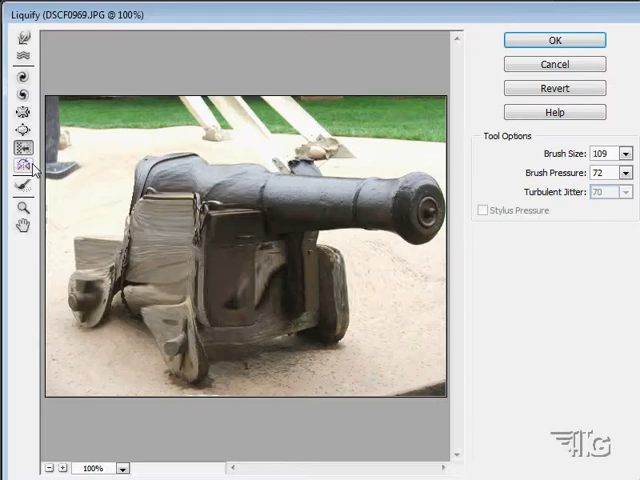 Liquify (DSCF0969.JPG @ 100%)
OK
Cancel
Revert
Help
Tool Options
Brush Size: 109
Brush Pressure: 72
Turbulent Jitter: 70
Stylus Pressure
100%